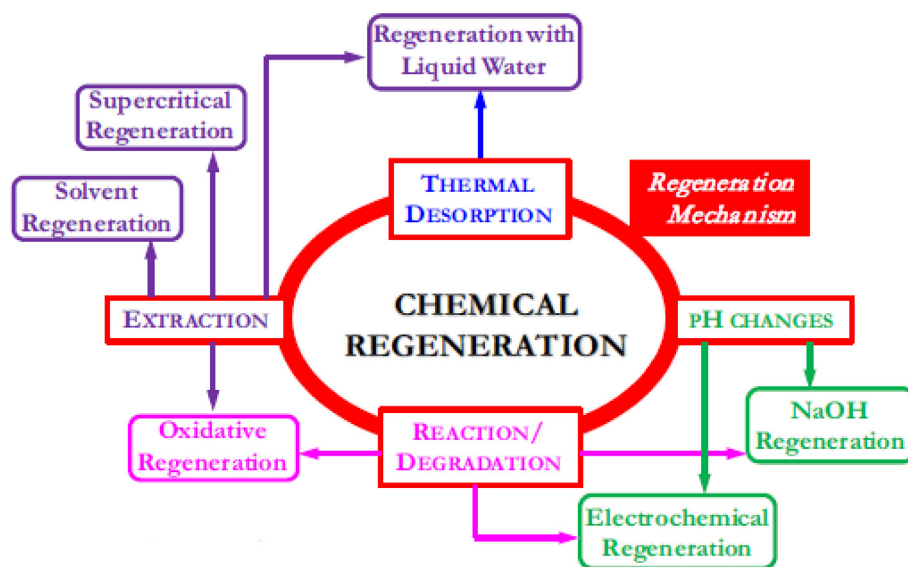 Regeneration with
Liquid Water
Supercritical
Regeneration
Solvent
Regeneration
THERMAL
DESORPTION
Regeneration
Mechanism
EXTRACTION
CHEMICAL
REGENERATION
pH CHANGES
Oxidative
Regeneration
REACTION/
DEGRADATION
NaOH
Regeneration
Electrochemical
Regeneration